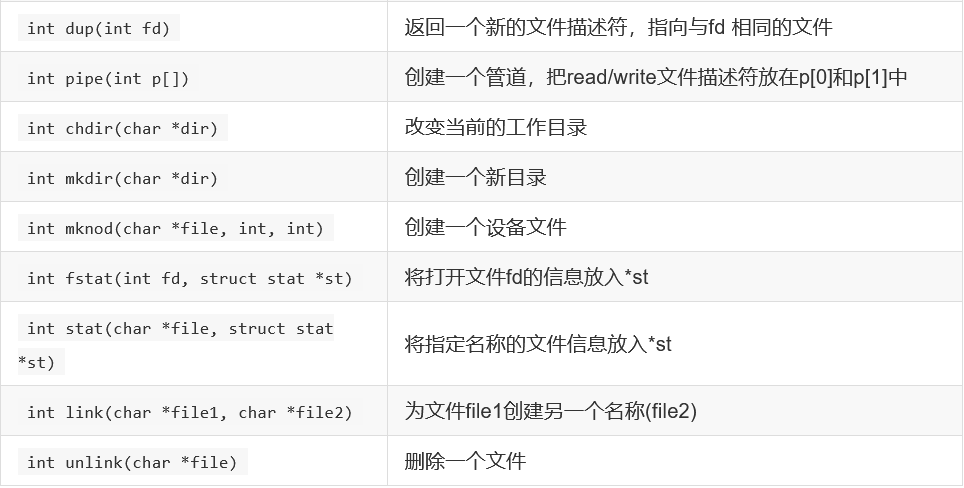 int dup(int fd) 返回一个新的文件描述符，指向与fd 相同的文件
int pipe(int p[]) 创建一个管道，把read/write文件描述符放在p[0]和p[1]中
int chdir(char *dir) 改变当前的工作目录
int mkdir(char *dir) 创建一个新目录
int mknod(char *file, int, int) 创建一个设备文件
int fstat(int fd, struct stat *st) 将打开文件fd的信息放入*st
int stat(char *file, struct stat
*st) 将指定名称的文件信息放入*st
int link(char *file1, char *file2) 为文件file1创建另一个名称(file2)
int unlink(char *file) 删除一个文件